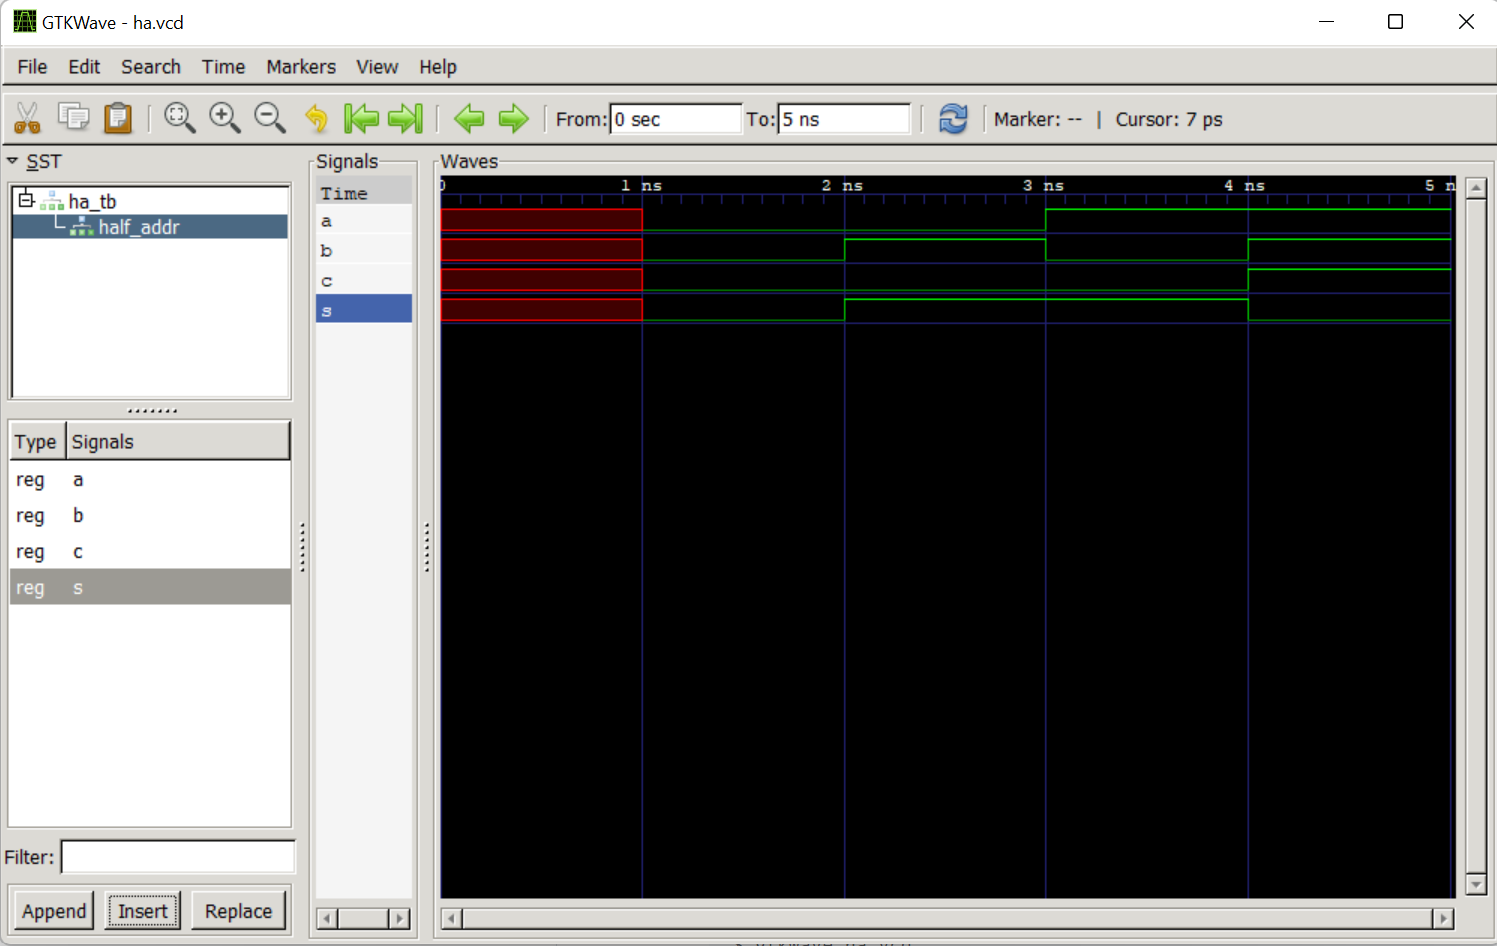 GTKWave - ha.vcd
File Edit Search Time Markers View Help
From: 0 sec To: 5 ns Marker: -- | Cursor: 7 ps
SST
ha_tb
half_addr
Type Signals
reg a
reg b
reg c
reg s
Filter:
Append Insert Replace
Signals
Time
a
b
c
s
Waves
0 1 ns 2 ns 3 ns 4 ns 5 n